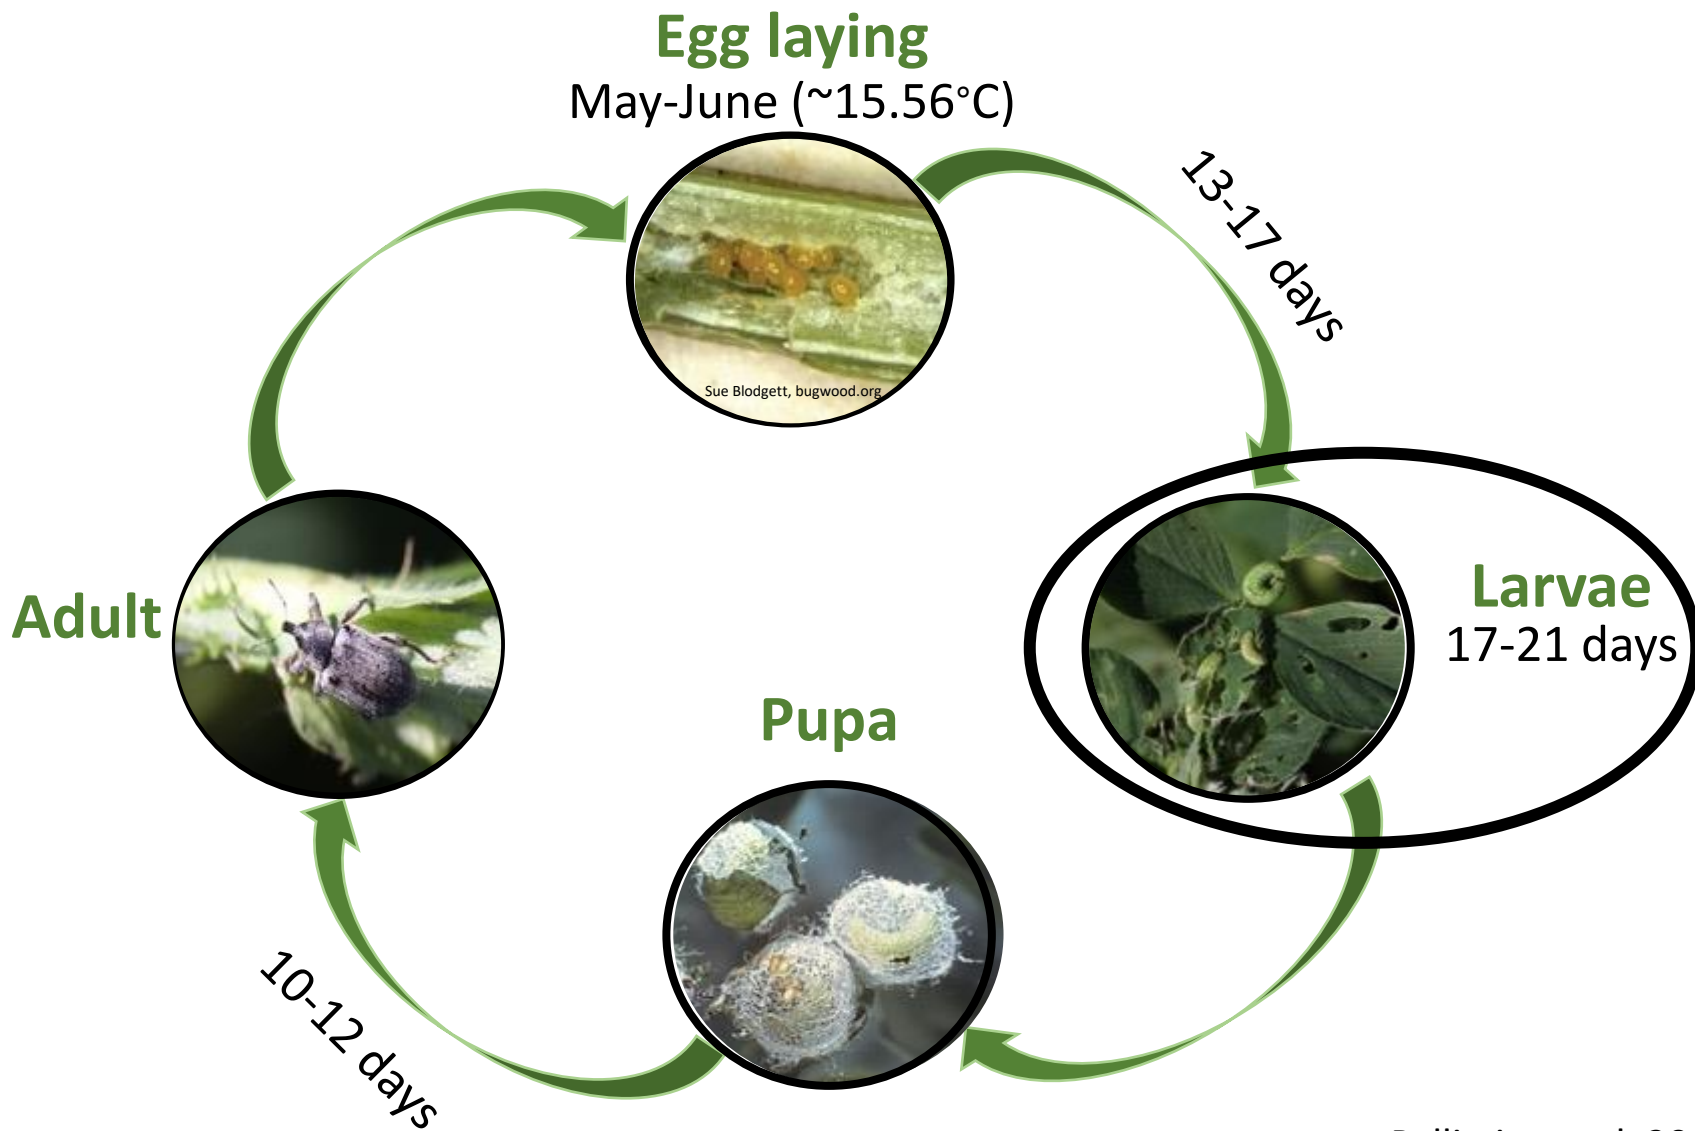 Egg laying
May-June (~15.56°C)
13-17 days
Sue Blodgett, bugwood.org
Larvae
17-21 days
Adult
Pupa
10-12 days